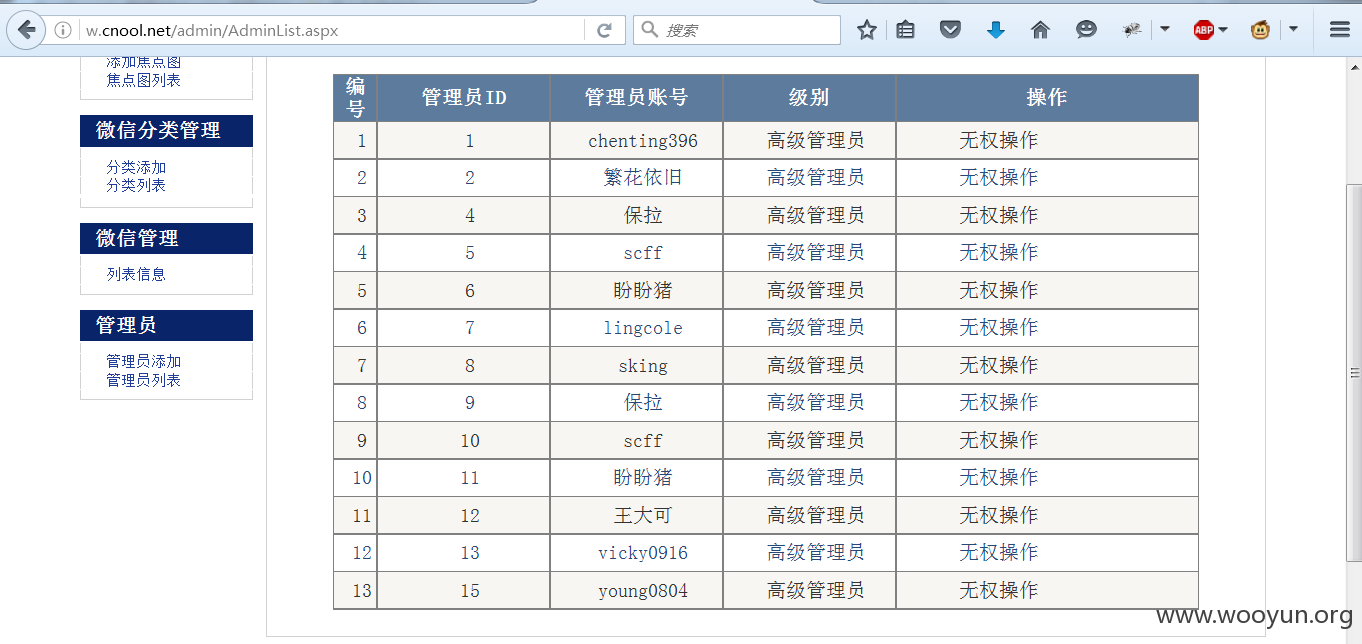 w.cnool.net/admin/AdminList.aspx
搜索
ABP
添加焦点图
焦点图列表
微信分类管理
分类添加
分类列表
微信管理
列表信息
管理员
管理员添加
管理员列表
编号 管理员ID 管理员账号 级别 操作
1 1 chenting396 高级管理员 无权操作
2 2 繁花依旧 高级管理员 无权操作
3 4 保拉 高级管理员 无权操作
4 5 scff 高级管理员 无权操作
5 6 盼盼猪 高级管理员 无权操作
6 7 lingcole 高级管理员 无权操作
7 8 sking 高级管理员 无权操作
8 9 保拉 高级管理员 无权操作
9 10 scff 高级管理员 无权操作
10 11 盼盼猪 高级管理员 无权操作
11 12 王大可 高级管理员 无权操作
12 13 vicky0916 高级管理员 无权操作
13 15 young0804 高级管理员 无权操作
www.wooyun.org